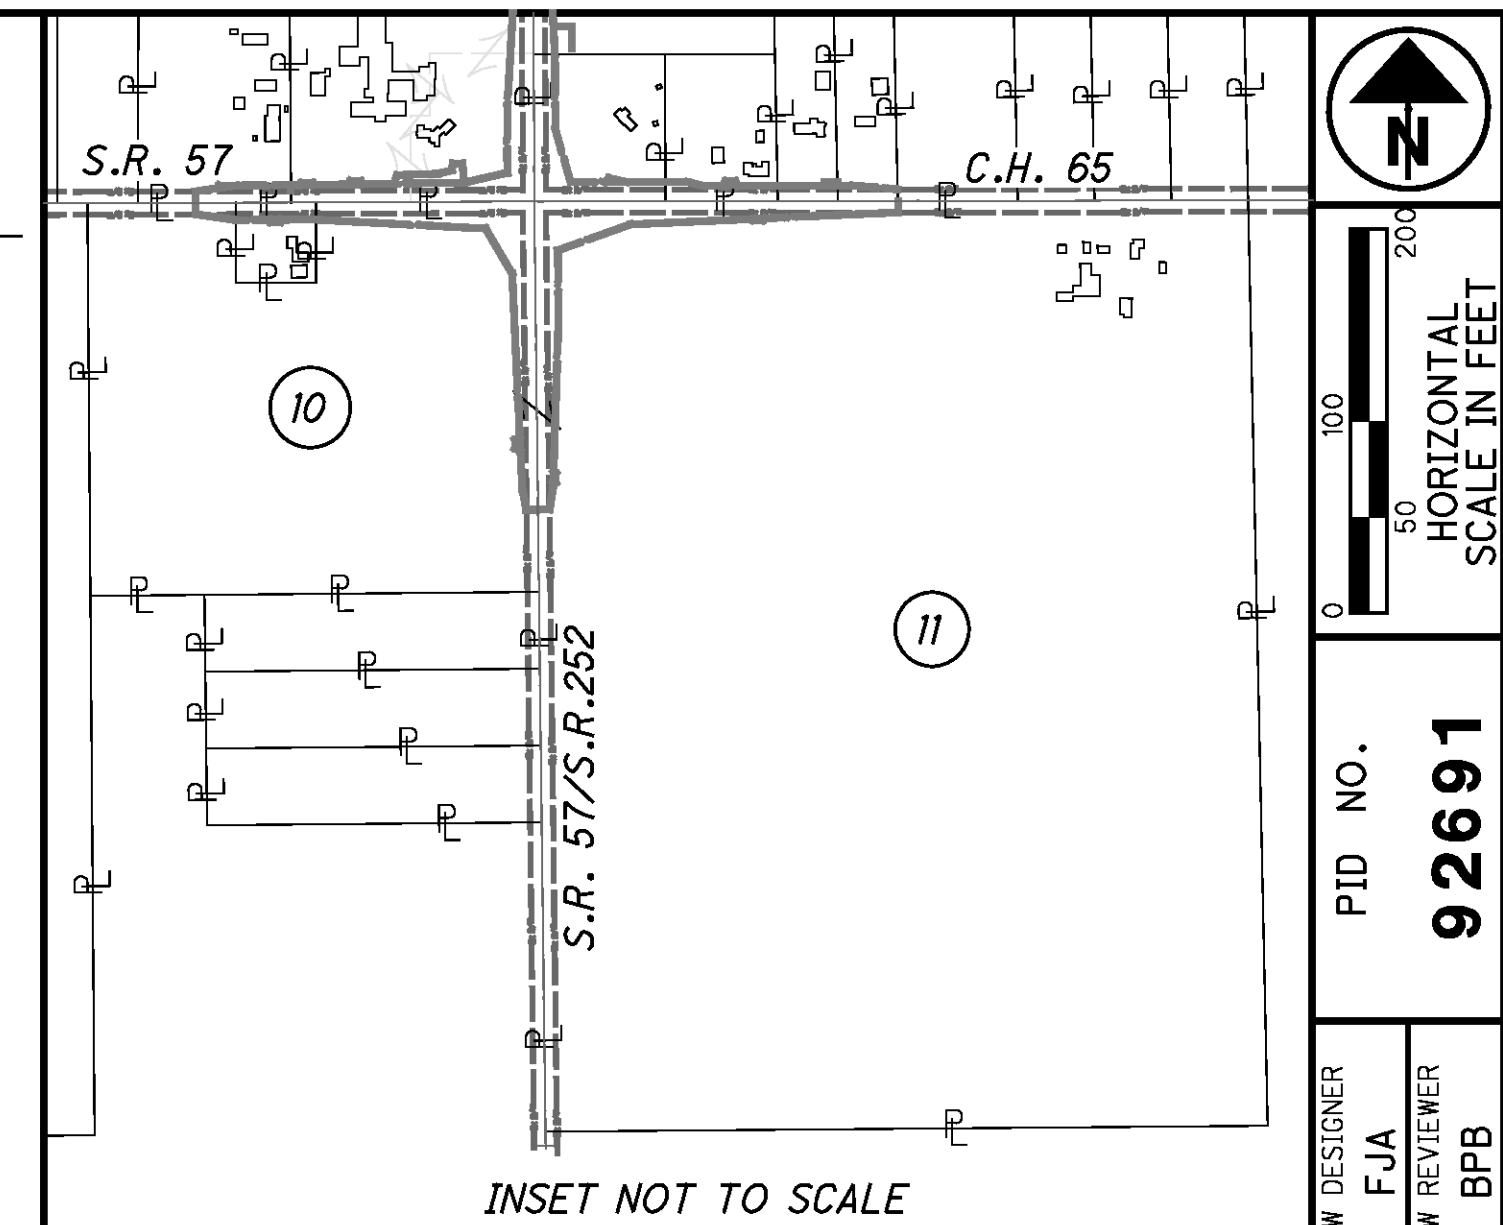 S.R. 57
C.H. 65
10
11
S.R. 57/S.R.252
INSET NOT TO SCALE
N
0
50
100
200
HORIZONTAL
SCALE IN FEET
PID NO.
92691
DESIGNER
FJA
REVIEWER
BPB